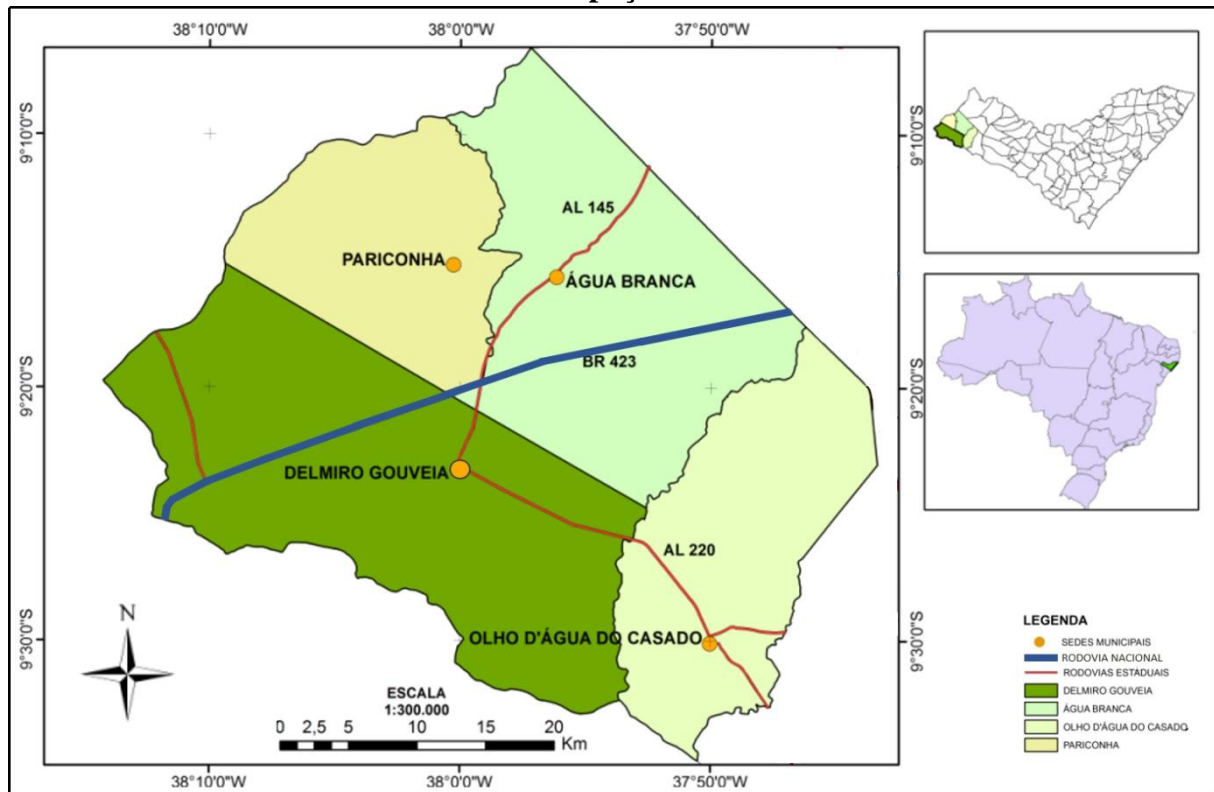 38°10'0"W
38°0'0"W
37°50'0"W
9°10'0"S
9°10'0"S
AL 145
PARICONHA
ÁGUA BRANCA
BR 423
9°20'0"S
9°20'0"S
DELMIRO GOUVEIA
AL 220
N
OLHO D'ÁGUA DO CASADO
9°30'0"S
9°30'0"S
ESCALA
1:300.000
0 2,5 5 10 15 20
Km
38°10'0"W
38°0'0"W
37°50'0"W
LEGENDA
SEDES MUNICIPAIS
RODOVIA NACIONAL
RODOVIAS ESTADUAIS
DELMIRO GOUVEIA
ÁGUA BRANCA
OLHO D'ÁGUA DO CASADO
PARICONHA